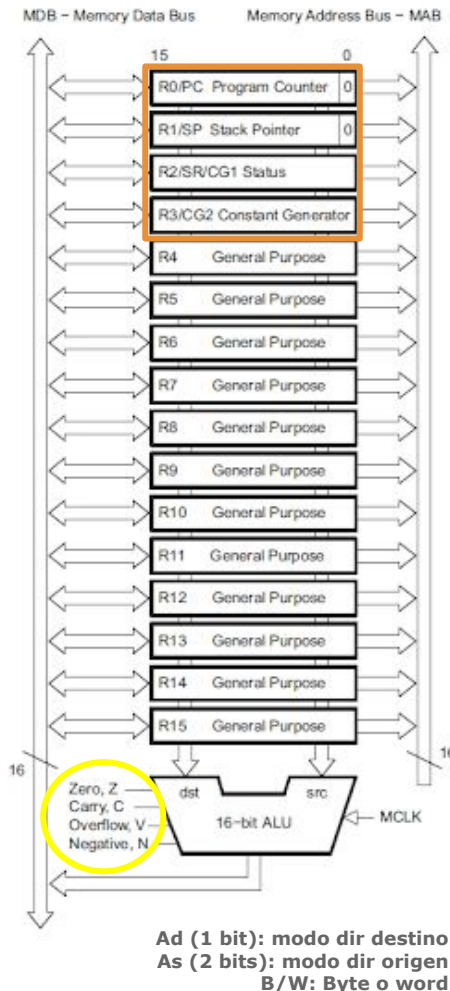 MDB – Memory Data Bus Memory Address Bus – MAB
15 0
R0/PC Program Counter 0
R1/SP Stack Pointer 0
R2/SR/CG1 Status
R3/CG2 Constant Generator
R4 General Purpose
R5 General Purpose
R6 General Purpose
R7 General Purpose
R8 General Purpose
R9 General Purpose
R10 General Purpose
R11 General Purpose
R12 General Purpose
R13 General Purpose
R14 General Purpose
R15 General Purpose
16 16
Zero, Z dst src
Carry, C
Overflow, V 16-bit ALU MCLK
Negative, N
Ad (1 bit): modo dir destino
As (2 bits): modo dir origen
B/W: Byte o word